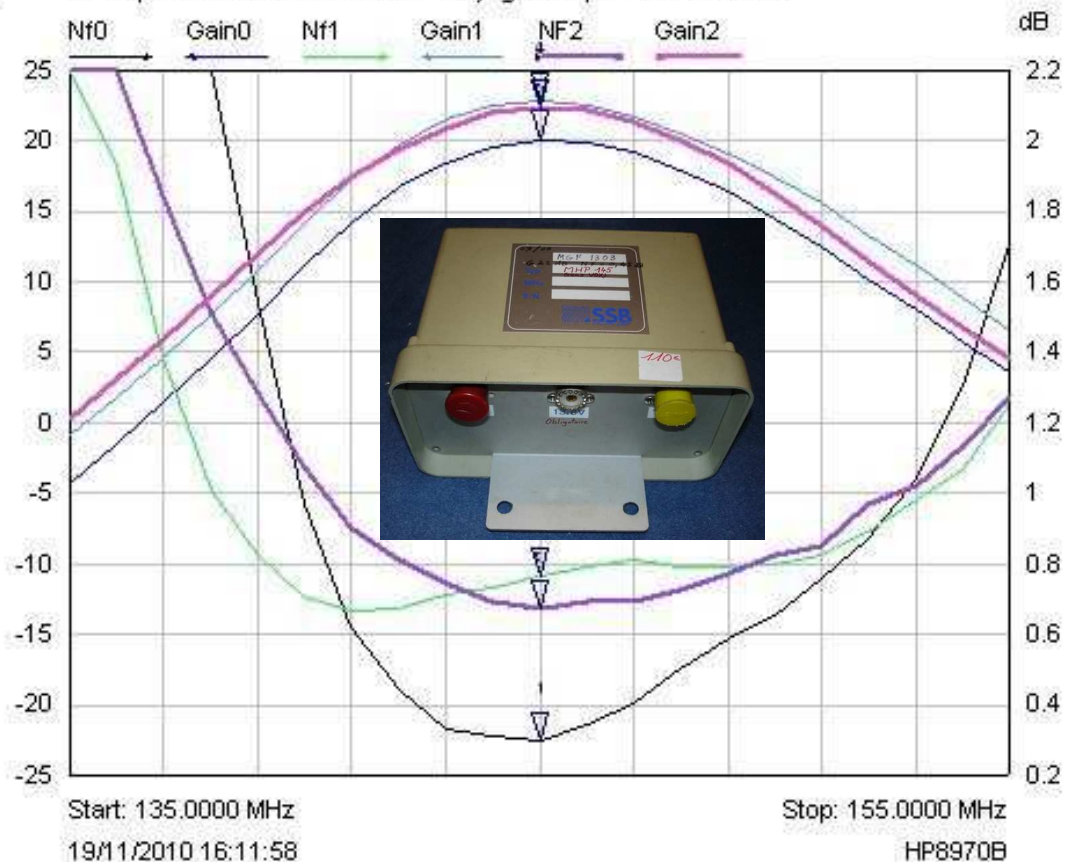 Nf0 Gain0 Nf1 Gain1 NF2 Gain2 dB
25 2.2
20 2
15 1.8
10 1.6
5 1.4
0 1.2
-5 1
-10 0.8
-15 0.6
-20 0.4
-25 0.2
MGF 1303
MHP 145
SSB
110€
13.8V
Obligatoire
1
Start: 135.0000 MHz Stop: 155.0000 MHz
19/11/2010 16:11:58 HP8970B